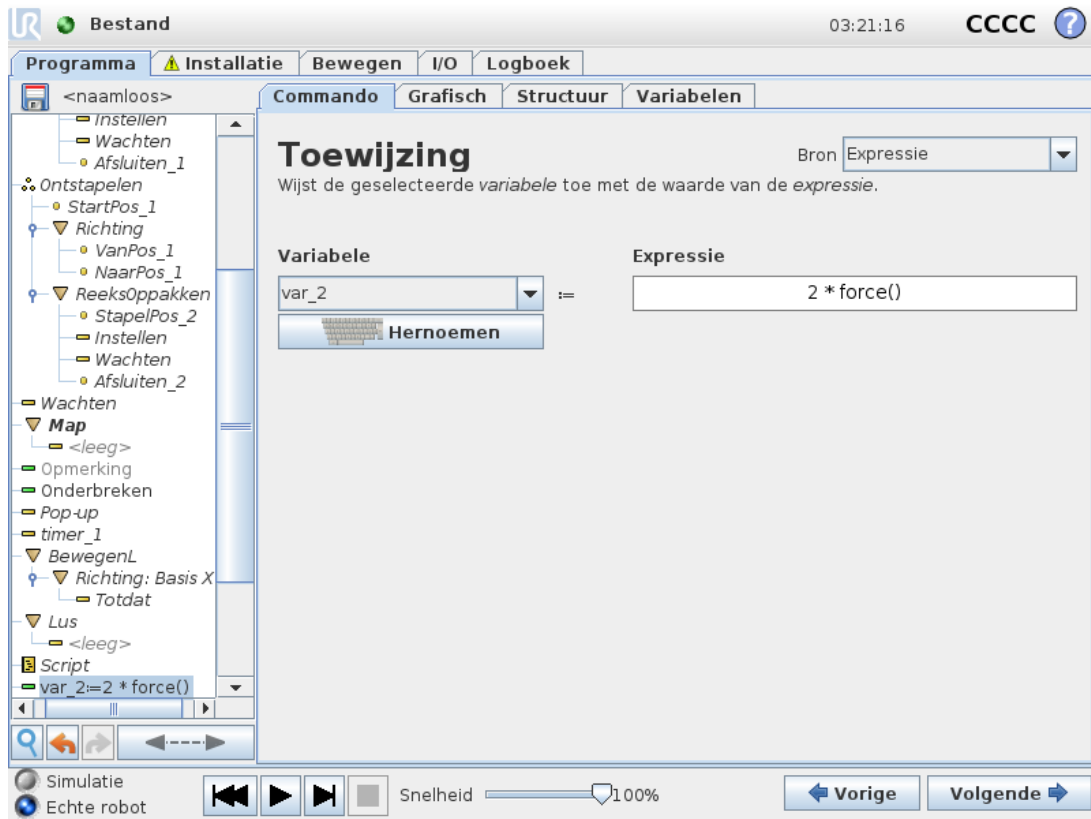 UR Bestand 03:21:16 CCCC ?
Programma Installatie Bewegen I/O Logboek
<naamloos>
Commando Grafisch Structuur Variabelen
Instellen
Wachten
Afsluiten_1
Ontstapelen
StartPos_1
Richting
VanPos_1
NaarPos_1
ReeksOppakken
StapelPos_2
Instellen
Wachten
Afsluiten_2
Wachten
Map
<leeg>
Opmerking
Onderbreken
Pop-up
timer_1
BewegenL
Richting: Basis X
Totdat
Lus
<leeg>
Script
var_2:=2 * force()
Toewijzing
Bron Expressie
Wijst de geselecteerde variabele toe met de waarde van de expressie.
Variabele Expressie
var_2 := 2 * force()
Hernoemen
Simulatie
Echte robot
Snelheid 100%
Vorige Volgende